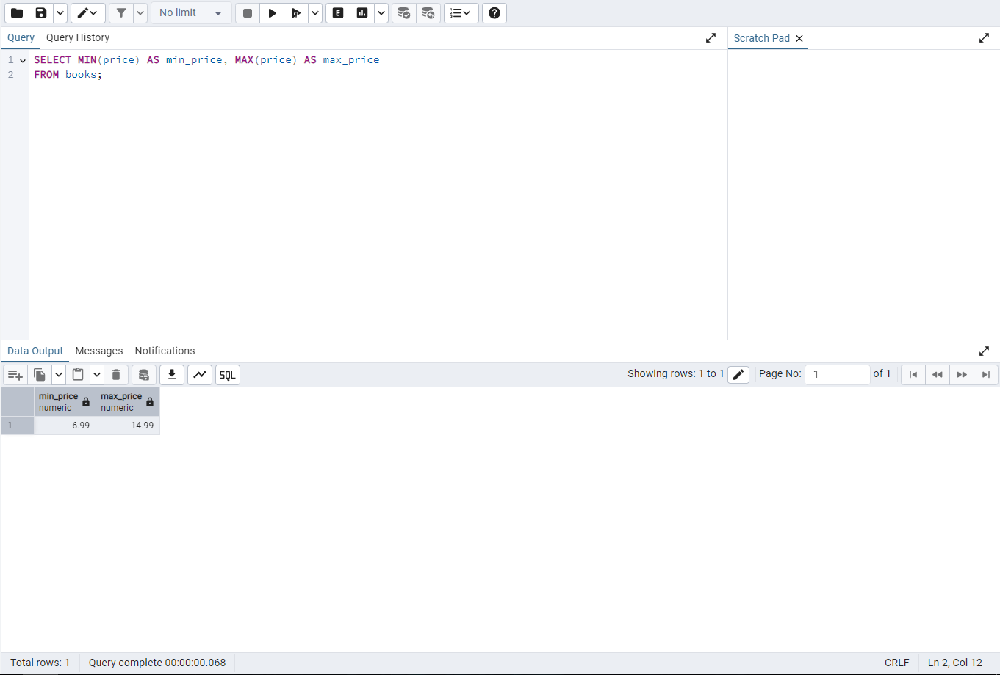 No limit
E
Query Query History
Scratch Pad
1 SELECT MIN(price) AS min_price, MAX(price) AS max_price
2 FROM books;
Data Output Messages Notifications
SQL Showing rows: 1 to 1 Page No: 1 of 1
min_price max_price
numeric numeric
1 6.99 14.99
Total rows: 1 Query complete 00:00:00.068 CRLF Ln 2, Col 12